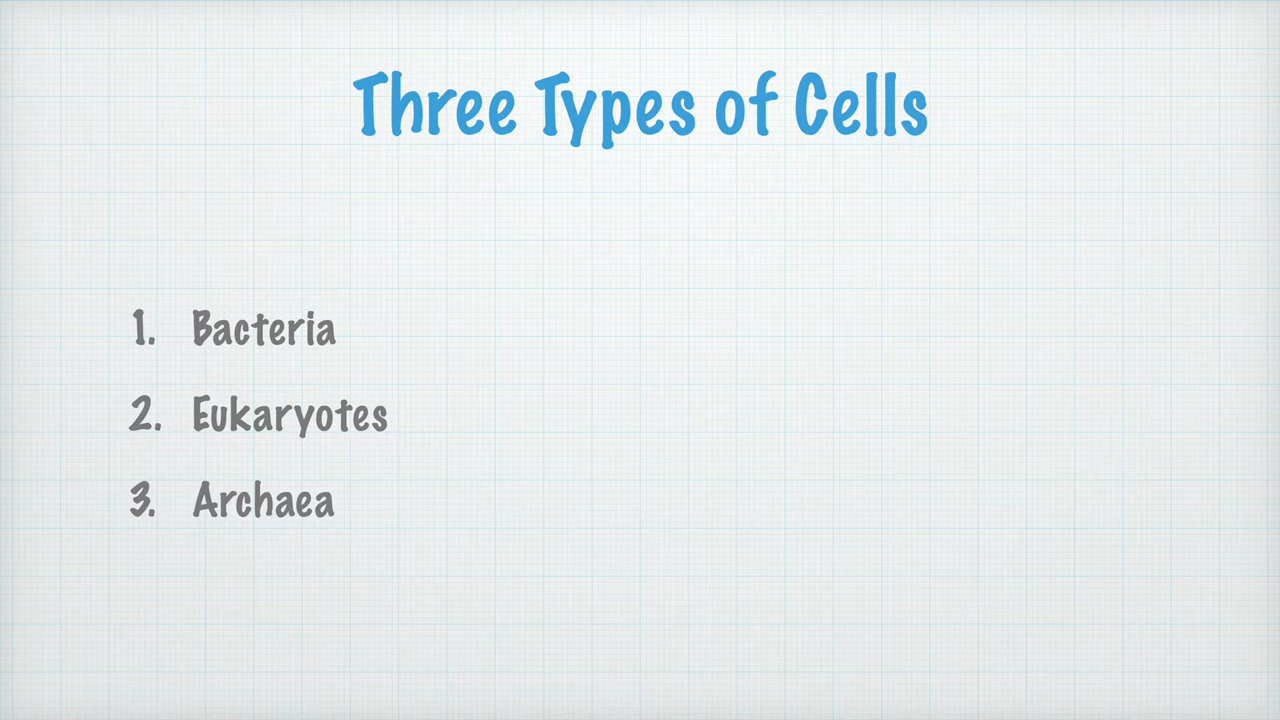 Three Types of Cells
1. Bacteria
2. Eukaryotes
3. Archaea